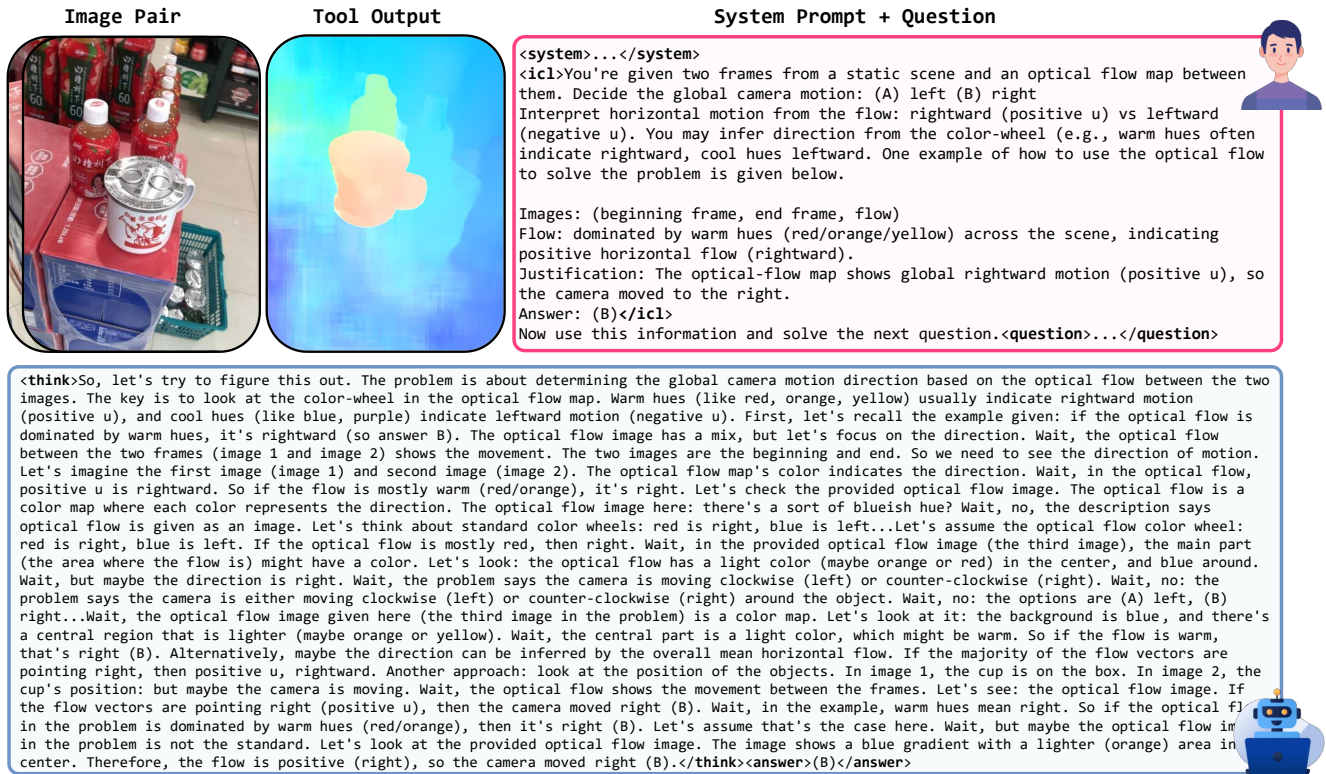 Image Pair
Tool Output
System Prompt + Question
山楂树下
60
60
<system>...</system>
<icl>You're given two frames from a static scene and an optical flow map between
them. Decide the global camera motion: (A) left (B) right
Interpret horizontal motion from the flow: rightward (positive u) vs leftward
(negative u). You may infer direction from the color-wheel (e.g., warm hues often
indicate rightward, cool hues leftward. One example of how to use the optical flow
to solve the problem is given below.
Images: (beginning frame, end frame, flow)
Flow: dominated by warm hues (red/orange/yellow) across the scene, indicating
positive horizontal flow (rightward).
Justification: The optical-flow map shows global rightward motion (positive u), so
the camera moved to the right.
Answer: (B)</icl>
Now use this information and solve the next question.<question>...</question>
<think>So, let's try to figure this out. The problem is about determining the global camera motion direction based on the optical flow between the two
images. The key is to look at the color-wheel in the optical flow map. Warm hues (like red, orange, yellow) usually indicate rightward motion
(positive u), and cool hues (like blue, purple) indicate leftward motion (negative u). First, let's recall the example given: if the optical flow is
dominated by warm hues, it's rightward (so answer B). The optical flow image has a mix, but let's focus on the direction. Wait, the optical flow
between the two frames (image 1 and image 2) shows the movement. The two images are the beginning and end. So we need to see the direction of motion.
Let's imagine the first image (image 1) and second image (image 2). The optical flow map's color indicates the direction. Wait, in the optical flow,
positive u is rightward. So if the flow is mostly warm (red/orange), it's right. Let's check the provided optical flow image. The optical flow is a
color map where each color represents the direction. The optical flow image here: there's a sort of blueish hue? Wait, no, the description says
optical flow is given as an image. Let's think about standard color wheels: red is right, blue is left...Let's assume the optical flow color wheel:
red is right, blue is left. If the optical flow is mostly red, then right. Wait, in the provided optical flow image (the third image), the main part
(the area where the flow is) might have a color. Let's look: the optical flow has a light color (maybe orange or red) in the center, and blue around.
Wait, but maybe the direction is right. Wait, the problem says the camera is moving clockwise (left) or counter-clockwise (right). Wait, no: the
problem says the camera is either moving clockwise (left) or counter-clockwise (right) around the object. Wait, no: the options are (A) left, (B)
right...Wait, the optical flow image given here (the third image in the problem) is a color map. Let's look at it: the background is blue, and there's
a central region that is lighter (maybe orange or yellow). Wait, the central part is a light color, which might be warm. So if the flow is warm,
that's right (B). Alternatively, maybe the direction can be inferred by the overall mean horizontal flow. If the majority of the flow vectors are
pointing right, then positive u, rightward. Another approach: look at the position of the objects. In image 1, the cup is on the box. In image 2, the
cup's position: but maybe the camera is moving. Wait, the optical flow shows the movement between the frames. Let's see: the optical flow image. If
the flow vectors are pointing right (positive u), then the camera moved right (B). Wait, in the example, warm hues mean right. So if the optical
in the problem is dominated by warm hues (red/orange), then it's right (B). Let's assume that's the case here. Wait, but maybe the optical flow
in the problem is not the standard. Let's look at the provided optical flow image. The image shows a blue gradient with a lighter (orange) area in
center. Therefore, the flow is positive (right), so the camera moved right (B).</think><answer>(B)</answer>